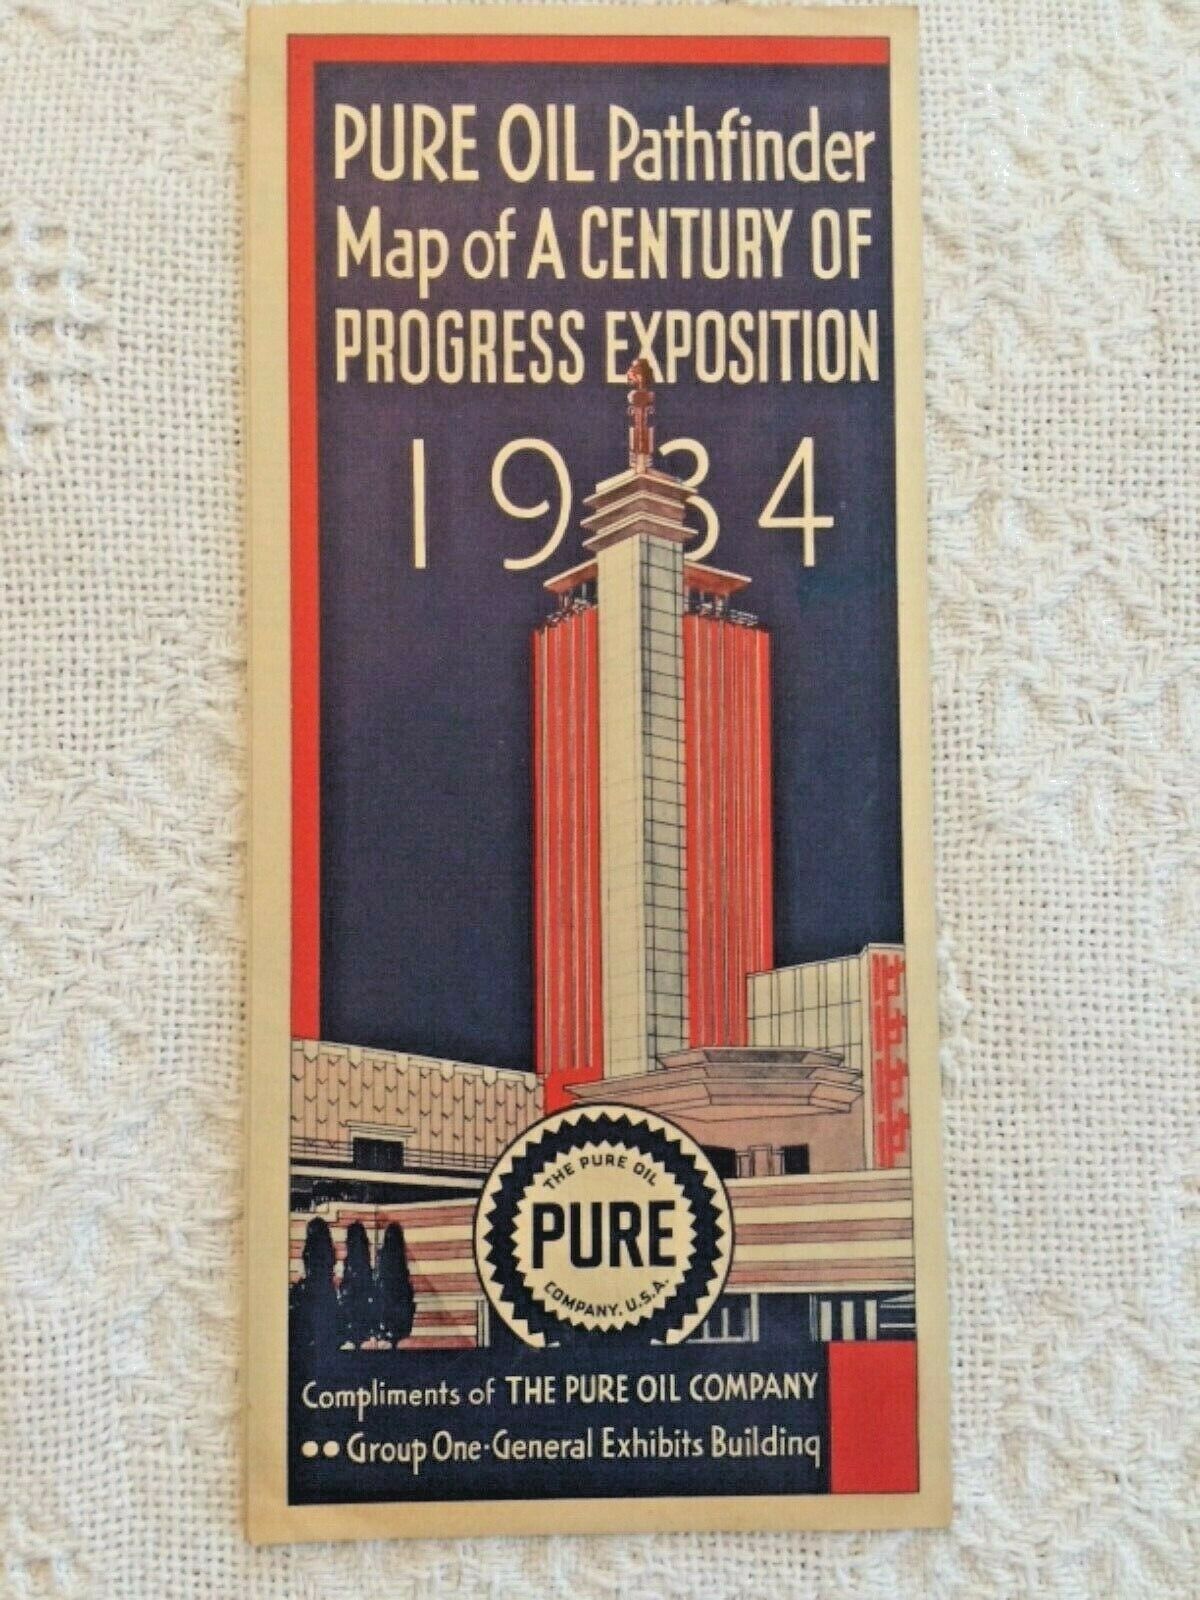 PURE OIL Pathfinder
Map of A CENTURY OF
PROGRESS EXPOSITION
1934
THE PURE OIL
PURE
COMPANY, U.S.A.
Compliments of THE PURE OIL COMPANY
•• Group One-General Exhibits Building